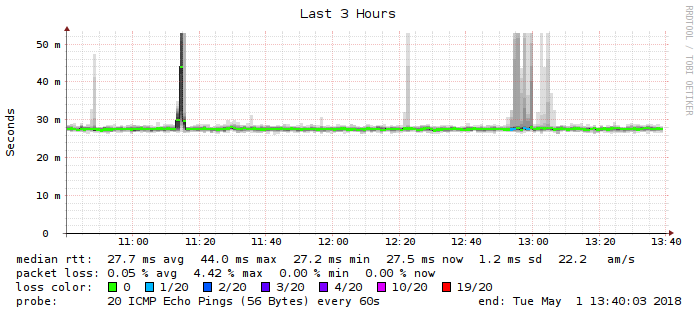 Last 3 Hours
RRDTOOL / TOBI OETIKER
Seconds
50 m
40 m
30 m
20 m
10 m
0
11:00 11:20 11:40 12:00 12:20 12:40 13:00 13:20 13:40
median rtt: 27.7 ms avg 44.0 ms max 27.2 ms min 27.5 ms now 1.2 ms sd 22.2 am/s
packet loss: 0.05 % avg 4.42 % max 0.00 % min 0.00 % now
loss color: 0 1/20 2/20 3/20 4/20 10/20 19/20
probe: 20 ICMP Echo Pings (56 Bytes) every 60s end: Tue May 1 13:40:03 2018